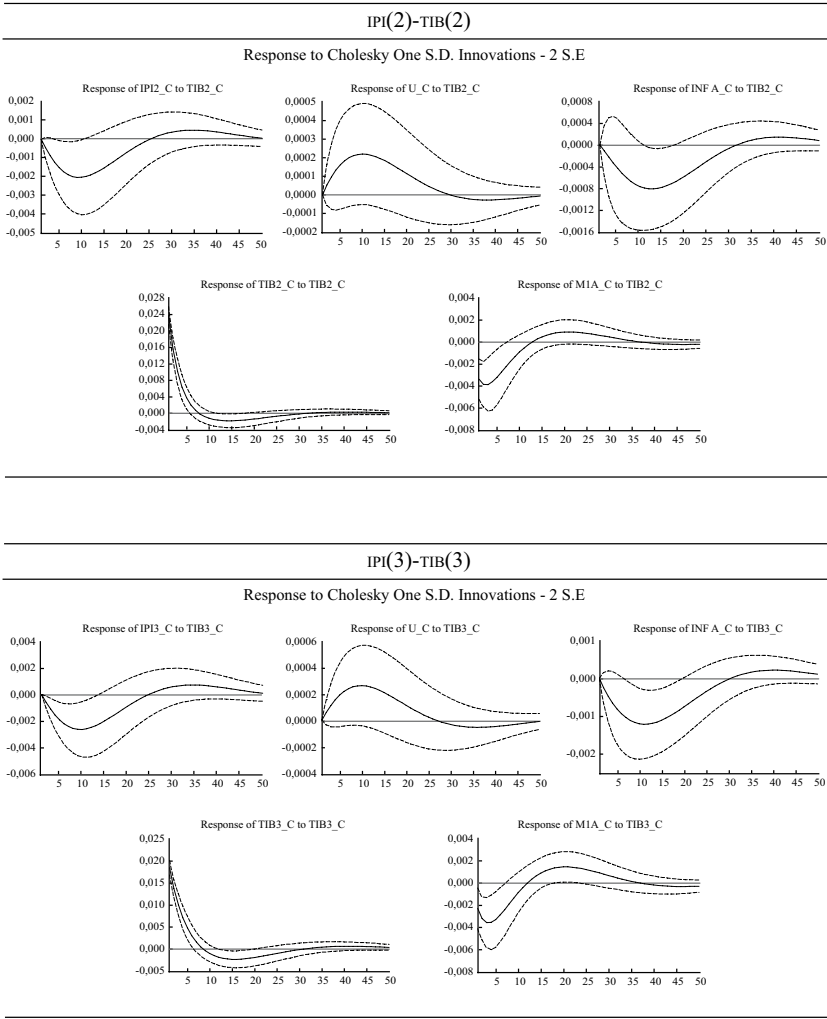 IPI(2)-TIB(2)
Response to Cholesky One S.D. Innovations - 2 S.E
Response of IPI2_C to TIB2_C
0,002
0,001
0,000
-0,001
-0,002
-0,003
-0,004
-0,005
5 10 15 20 25 30 35 40 45 50
Response of U_C to TIB2_C
0,0005
0,0004
0,0003
0,0002
0,0001
0,0000
-0,0001
0,0002
5 10 15 20 25 30 35 40 45 50
Response of INF A_C to TIB2_C
0,0008
0,0004
0,0000
-0,0004
-0,0008
-0,0012
-0,0016
5 10 15 20 25 30 35 40 45 50
Response of TIB2_C to TIB2_C
0,028
0,024
0,020
0,016
0,012
0,008
0,004
0,000
-0,004
5 10 15 20 25 30 35 40 45 50
Response of M1A_C to TIB2_C
0,004
0,002
0,000
-0,002
-0,004
-0,006
-0,008
5 10 15 20 25 30 35 40 45 50
IPI(3)-TIB(3)
Response to Cholesky One S.D. Innovations - 2 S.E
Response of IPI3_C to TIB3_C
0,004
0,002
0,000
-0,002
-0,004
-0,006
5 10 15 20 25 30 35 40 45 50
Response of U_C to TIB3_C
0,0006
0,0004
0,0002
0,0000
-0,0002
0,0004
5 10 15 20 25 30 35 40 45 50
Response of INF A_C to TIB3_C
0,001
0,000
-0,001
-0,002
5 10 15 20 25 30 35 40 45 50
Response of TIB3_C to TIB3_C
0,025
0,020
0,015
0,010
0,005
0,000
-0,005
5 10 15 20 25 30 35 40 45 50
Response of M1A_C to TIB3_C
0,004
0,002
0,000
-0,002
-0,004
-0,006
-0,008
5 10 15 20 25 30 35 40 45 50